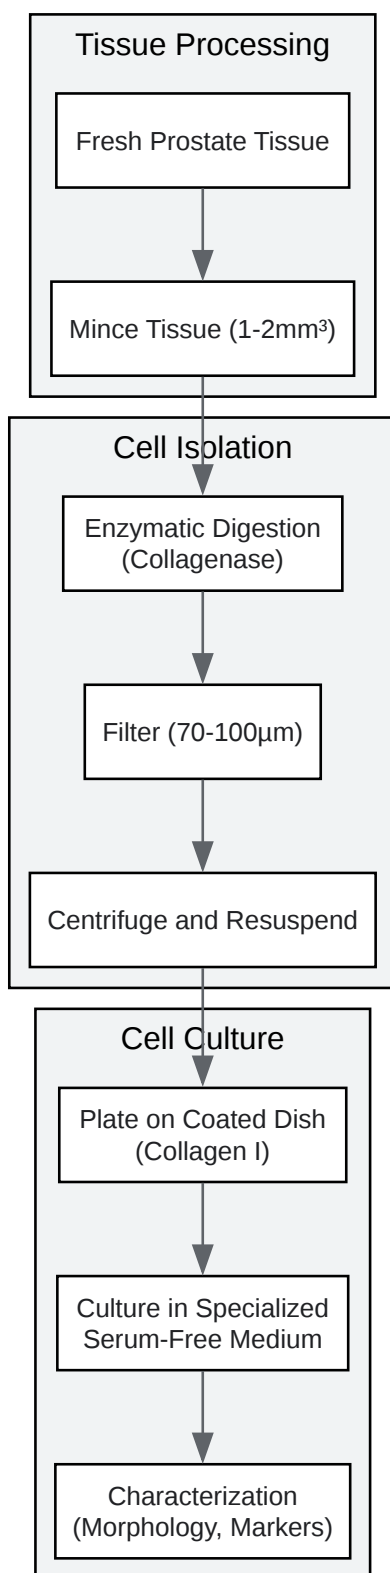 Tissue Processing
Fresh Prostate Tissue
Mince Tissue (1-2mm³)
Cell Isolation
Enzymatic Digestion
(Collagenase)
Filter (70-100µm)
Centrifuge and Resuspend
Cell Culture
Plate on Coated Dish
(Collagen I)
Culture in Specialized
Serum-Free Medium
Characterization
(Morphology, Markers)